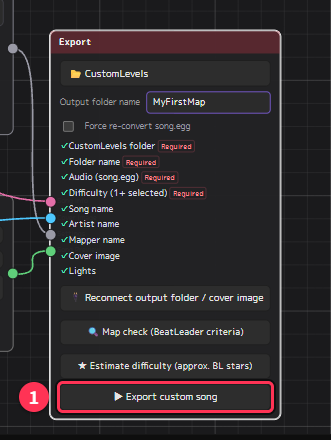 Export
📂 CustomLevels
Output folder name MyFirstMap
Force re-convert song.egg
✓CustomLevels folder Required
✓Folder name Required
✓Audio (song.egg) Required
✓Difficulty (1+ selected) Required
✓Song name
✓Artist name
✓Mapper name
✓Cover image
✓Lights
Reconnect output folder / cover image
🔍 Map check (BeatLeader criteria)
★ Estimate difficulty (approx. BL stars)
1 ▶ Export custom song